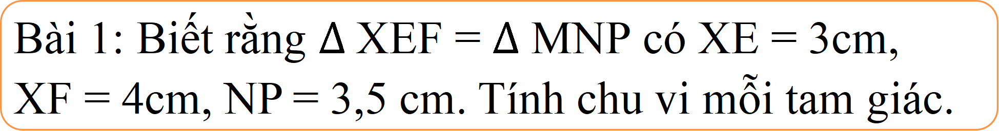 Bài 1: Biết rằng Δ XEF = Δ MNP có XE = 3cm,
XF = 4cm, NP = 3,5 cm. Tính chu vi mỗi tam giác.